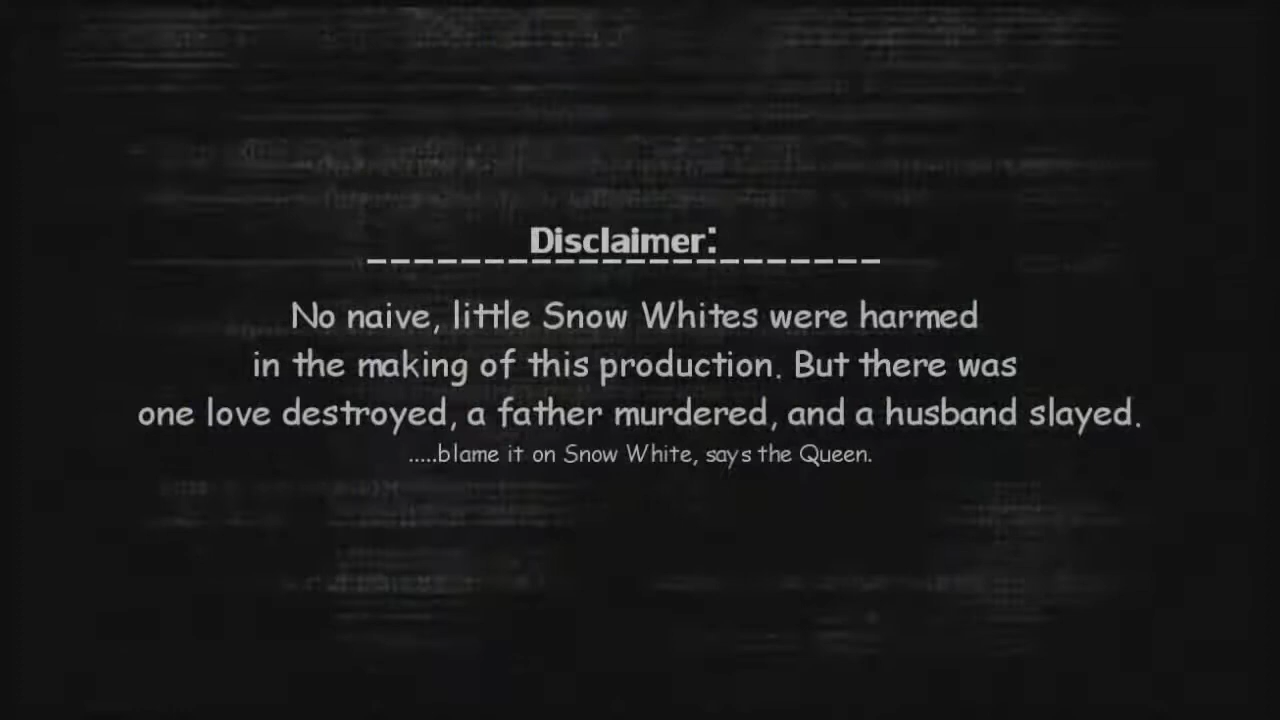 Disclaimer:
No naive, little Snow Whites were harmed
in the making of this production. But there was
one love destroyed, a father murdered, and a husband slayed.
.....blame it on Snow White, says the Queen.